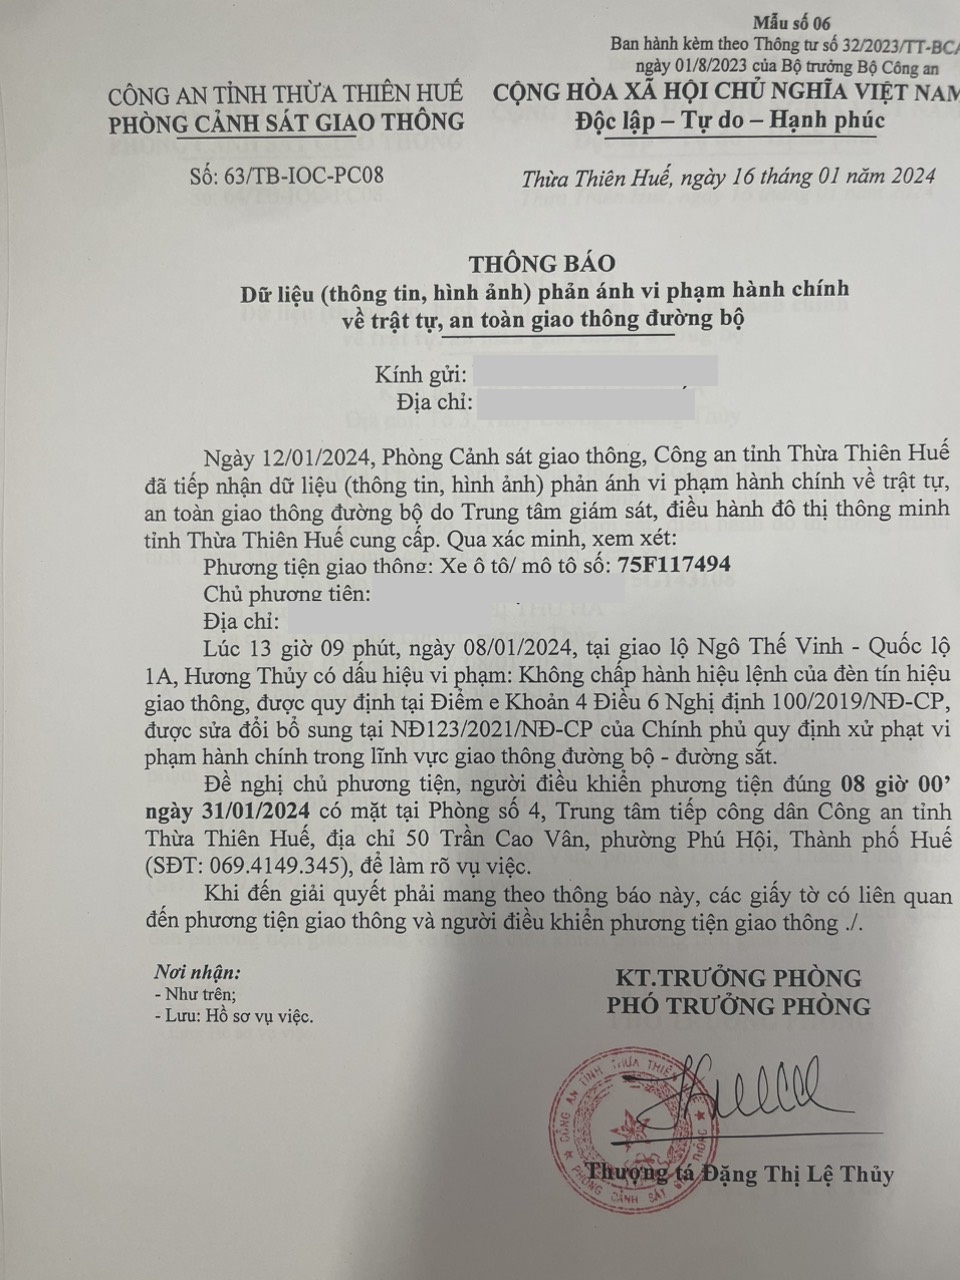 Mẫu số 06
Ban hành kèm theo Thông tư số 32/2023/TT-BCA
ngày 01/8/2023 của Bộ trưởng Bộ Công an
CÔNG AN TỈNH THỪA THIÊN HUẾ
PHÒNG CẢNH SÁT GIAO THÔNG
CỘNG HÒA XÃ HỘI CHỦ NGHĨA VIỆT NAM
Độc lập – Tự do – Hạnh phúc
Số: 63/TB-IOC-PC08
Thừa Thiên Huế, ngày 16 tháng 01 năm 2024
THÔNG BÁO
Dữ liệu (thông tin, hình ảnh) phản ánh vi phạm hành chính
về trật tự, an toàn giao thông đường bộ
Kính gửi:
Địa chỉ:
Ngày 12/01/2024, Phòng Cảnh sát giao thông, Công an tỉnh Thừa Thiên Huế
đã tiếp nhận dữ liệu (thông tin, hình ảnh) phản ánh vi phạm hành chính về trật tự,
an toàn giao thông đường bộ do Trung tâm giám sát, điều hành đô thị thông minh
tỉnh Thừa Thiên Huế cung cấp. Qua xác minh, xem xét:
Phương tiện giao thông: Xe ô tô/ mô tô số: 75F117494
Chủ phương tiện:
Địa chỉ:
Lúc 13 giờ 09 phút, ngày 08/01/2024, tại giao lộ Ngô Thế Vinh - Quốc lộ
1A, Hương Thủy có dấu hiệu vi phạm: Không chấp hành hiệu lệnh của đèn tín hiệu
giao thông, được quy định tại Điểm e Khoản 4 Điều 6 Nghị định 100/2019/NĐ-CP,
được sửa đổi bổ sung tại NĐ123/2021/NĐ-CP của Chính phủ quy định xử phạt vi
phạm hành chính trong lĩnh vực giao thông đường bộ - đường sắt.
Đề nghị chủ phương tiện, người điều khiển phương tiện đúng 08 giờ 00’
ngày 31/01/2024 có mặt tại Phòng số 4, Trung tâm tiếp công dân Công an tỉnh
Thừa Thiên Huế, địa chỉ 50 Trần Cao Vân, phường Phú Hội, Thành phố Huế
(SĐT: 069.4149.345), để làm rõ vụ việc.
Khi đến giải quyết phải mang theo thông báo này, các giấy tờ có liên quan
đến phương tiện giao thông và người điều khiển phương tiện giao thông ./.
Nơi nhận:
- Như trên;
- Lưu: Hồ sơ vụ việc.
KT.TRƯỞNG PHÒNG
PHÓ TRƯỞNG PHÒNG
CÔNG AN TỈNH THỪA THIÊN
PHÒNG CẢNH SÁT THÔNG
Thượng tá Đặng Thị Lệ Thủy